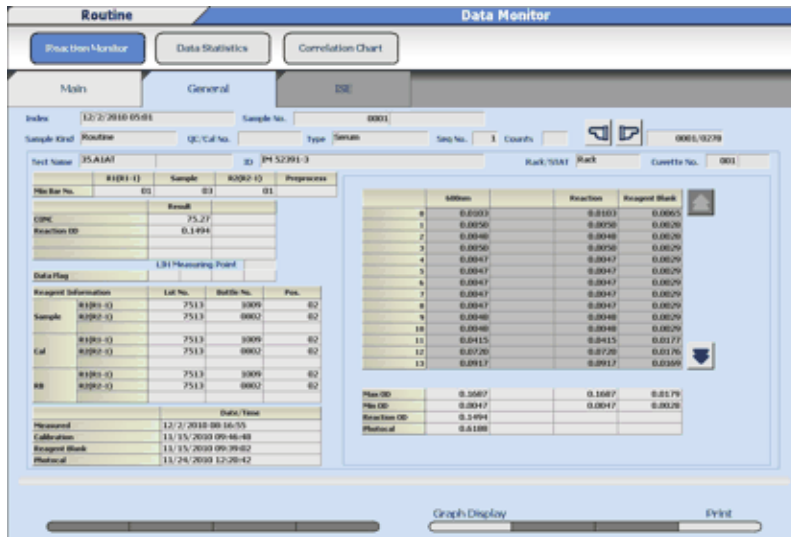 Routine Data Monitor
Reaction Monitor Data Statistics Correlation Chart
Main General ISE
Index 12/2/2010 05:01 Sample No. 0001
Sample Kind Routine QC/Cal No. Type Serum Seq No. 1 Counts 0001/0270
Test Name 35.A1AT ID Rack/STAT Rack Cuvette No. 001
R1(R1-1) Sample R2(R2-1) Preprocess
Mix Bar No. 01 03 01
Result
CONC 75.27
Reaction OD 0.1494
LIH Measuring Point
Data Flag
Reagent Information Lot No. Bottle No. Pos.
Sample R1(R1-1) 7513 1009 02
R2(R2-1) 7513 0002 02
Cal R1(R1-1) 7513 1009 02
R2(R2-1) 7513 0002 02
RB R1(R1-1) 7513 1009 02
R2(R2-1) 7513 0002 02
Date/Time
Measured 12/2/2010 08:16:55
Calibration 11/15/2010 09:46:40
Reagent Blank 11/15/2010 09:39:02
Photocal 11/24/2010 12:20:42
600nm Reaction Reagent Blank
0 0.0103 0.0103 0.0065
1 0.0050 0.0050 0.0028
2 0.0048 0.0048 0.0028
3 0.0050 0.0050 0.0029
4 0.0047 0.0047 0.0029
5 0.0047 0.0047 0.0029
6 0.0047 0.0047 0.0029
7 0.0047 0.0047 0.0029
8 0.0047 0.0047 0.0029
9 0.0048 0.0048 0.0029
10 0.0048 0.0048 0.0029
11 0.0415 0.0415 0.0177
12 0.0720 0.0720 0.0176
13 0.0917 0.0917 0.0169
Max OD 0.1607 0.1607 0.0179
Min OD 0.0047 0.0047 0.0028
Reaction OD 0.1494
Photocal 0.6108
Graph Display Print